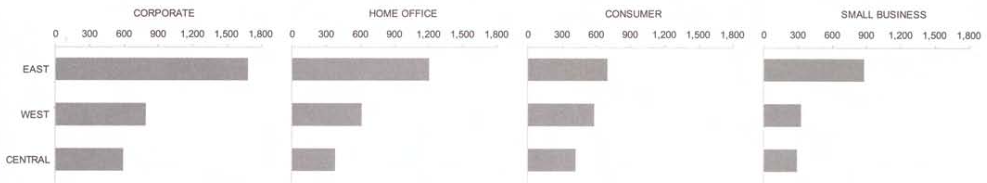 CORPORATE
HOME OFFICE
CONSUMER
SMALL BUSINESS
0 300 600 900 1,200 1,500 1,800
0 300 600 900 1,200 1,500 1,800
0 300 600 900 1,200 1,500 1,800
0 300 600 900 1,200 1,500 1,800
EAST
WEST
CENTRAL